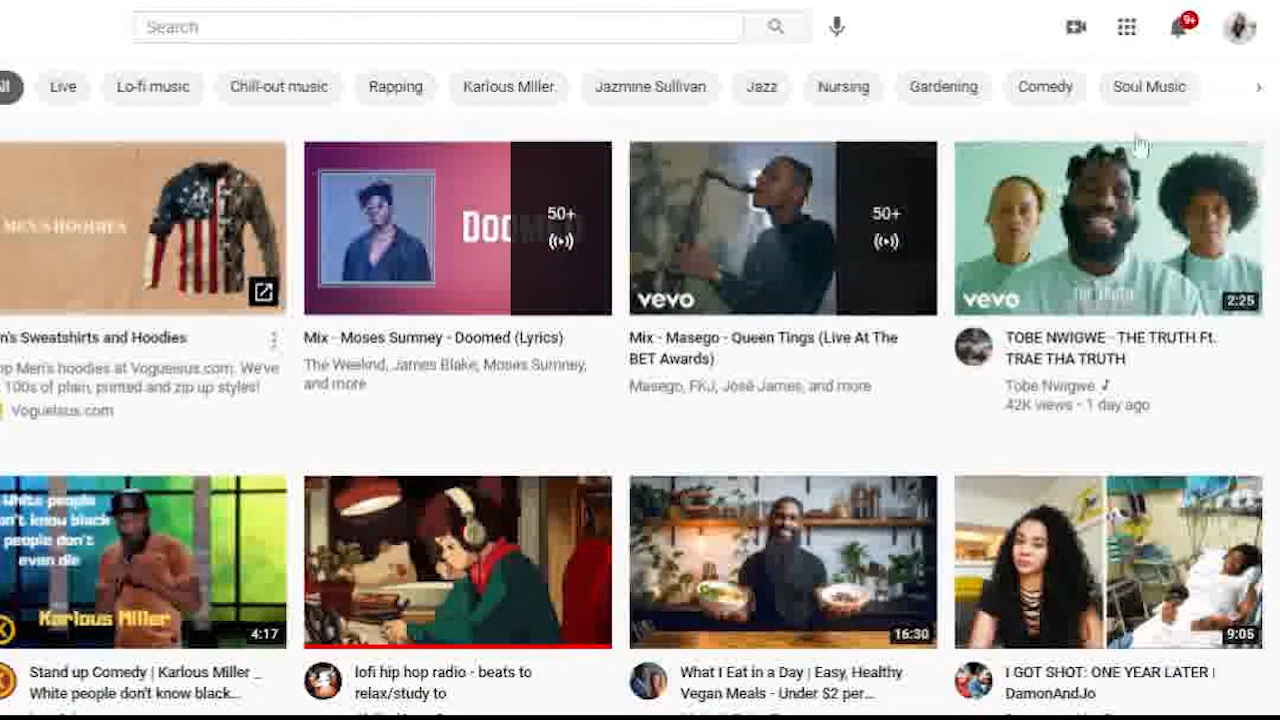 Search
9+
Live
Lo-fi music
Chill-out music
Rapping
Karlous Miller
Jazmine Sullivan
Jazz
Nursing
Gardening
Comedy
Soul Music
MEN'S HOODIES
DOOMED
50+
vevo
50+
vevo
THE TRUTH
2:25
n's Sweatshirts and Hoodies
Mix - Moses Sumney - Doomed (Lyrics)
Mix - Masego - Queen Tings (Live At The
BET Awards)
TOBE NWIGWE - THE TRUTH Ft.
TRAE THA TRUTH
op Men's hoodies at Voguelsus.com. We've
100s of plain, printed and zip up styles!
Voguelsus.com
The Weeknd, James Blake, Moses Sumney,
and more
Masego, FKJ, José James, and more
Tobe Nwigwe
42K views • 1 day ago
White people
on't know black
people don't
even die
Karlous Miller
4:17
16:30
9:05
Stand up Comedy | Karlous Miller _
White people don't know black...
lofi hip hop radio - beats to
relax/study to
What I Eat in a Day | Easy, Healthy
Vegan Meals - Under $2 per...
I GOT SHOT: ONE YEAR LATER |
DamonAndJo